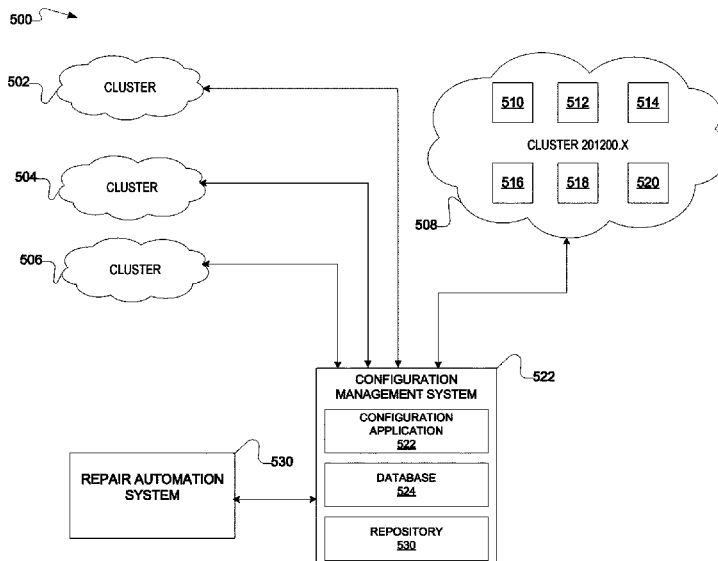 500
502
CLUSTER
510 512 514
CLUSTER 201200.X
516 518 520
508
504
CLUSTER
506
CLUSTER
CONFIGURATION
MANAGEMENT SYSTEM
522
CONFIGURATION
APPLICATION
522
530
REPAIR AUTOMATION
SYSTEM
DATABASE
524
REPOSITORY
530